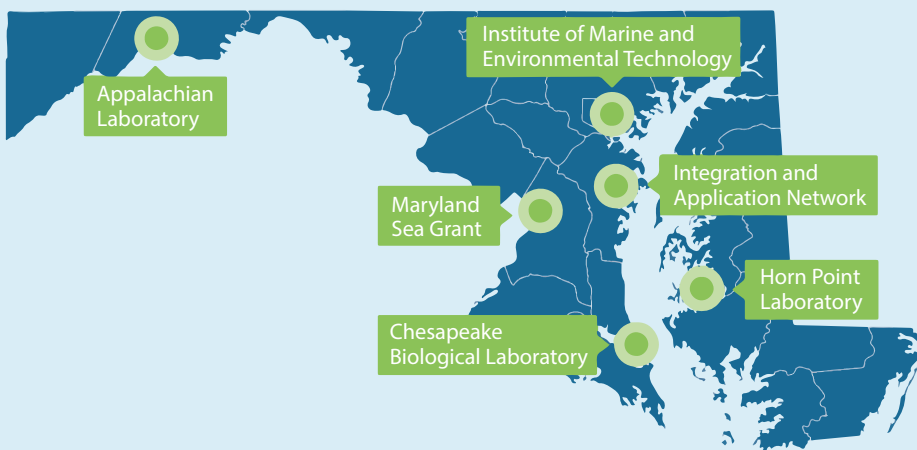 Institute of Marine and
Environmental Technology
Appalachian
Laboratory
Integration and
Application Network
Maryland
Sea Grant
Horn Point
Laboratory
Chesapeake
Biological Laboratory